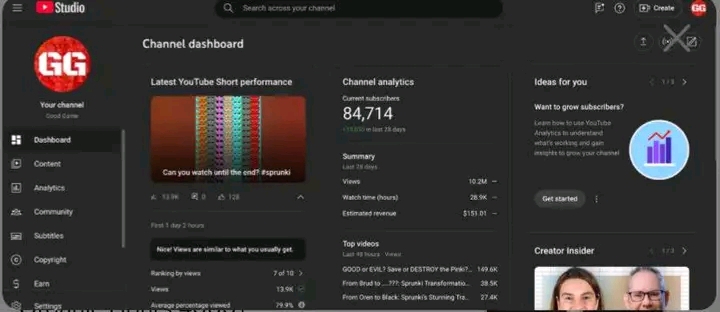 Studio
Search across your channel
Create
GG
GG
Channel dashboard
Your channel
Good Game
Dashboard
Content
Analytics
Community
Subtitles
Copyright
Earn
Settings
Latest YouTube Short performance
Can you watch until the end? #sprunki
13.9K 0 128
First 1 day 2 hours
Nice! Views are similar to what you usually get.
Ranking by views 7 of 10
Views 13.9K
Average percentage viewed 79.9%
Channel analytics
Current subscribers
84,714
in last 28 days
Summary
Last 28 days
Views 10.2M —
Watch time (hours) 28.9K —
Estimated revenue $151.01 —
Top videos
Last 48 hours · Views
GOOD or EVIL? Save or DESTROY the Pinki?... 149.6K
From Brud to ....???: Sprunki Transformatio... 38.5K
From Oren to Black: Sprunki's Stunning Tra... 27.4K
Ideas for you
1 / 3
Want to grow subscribers?
Learn how to use YouTube
Analytics to understand
what's working and gain
insights to grow your channel
Get started
Creator Insider
1 / 3